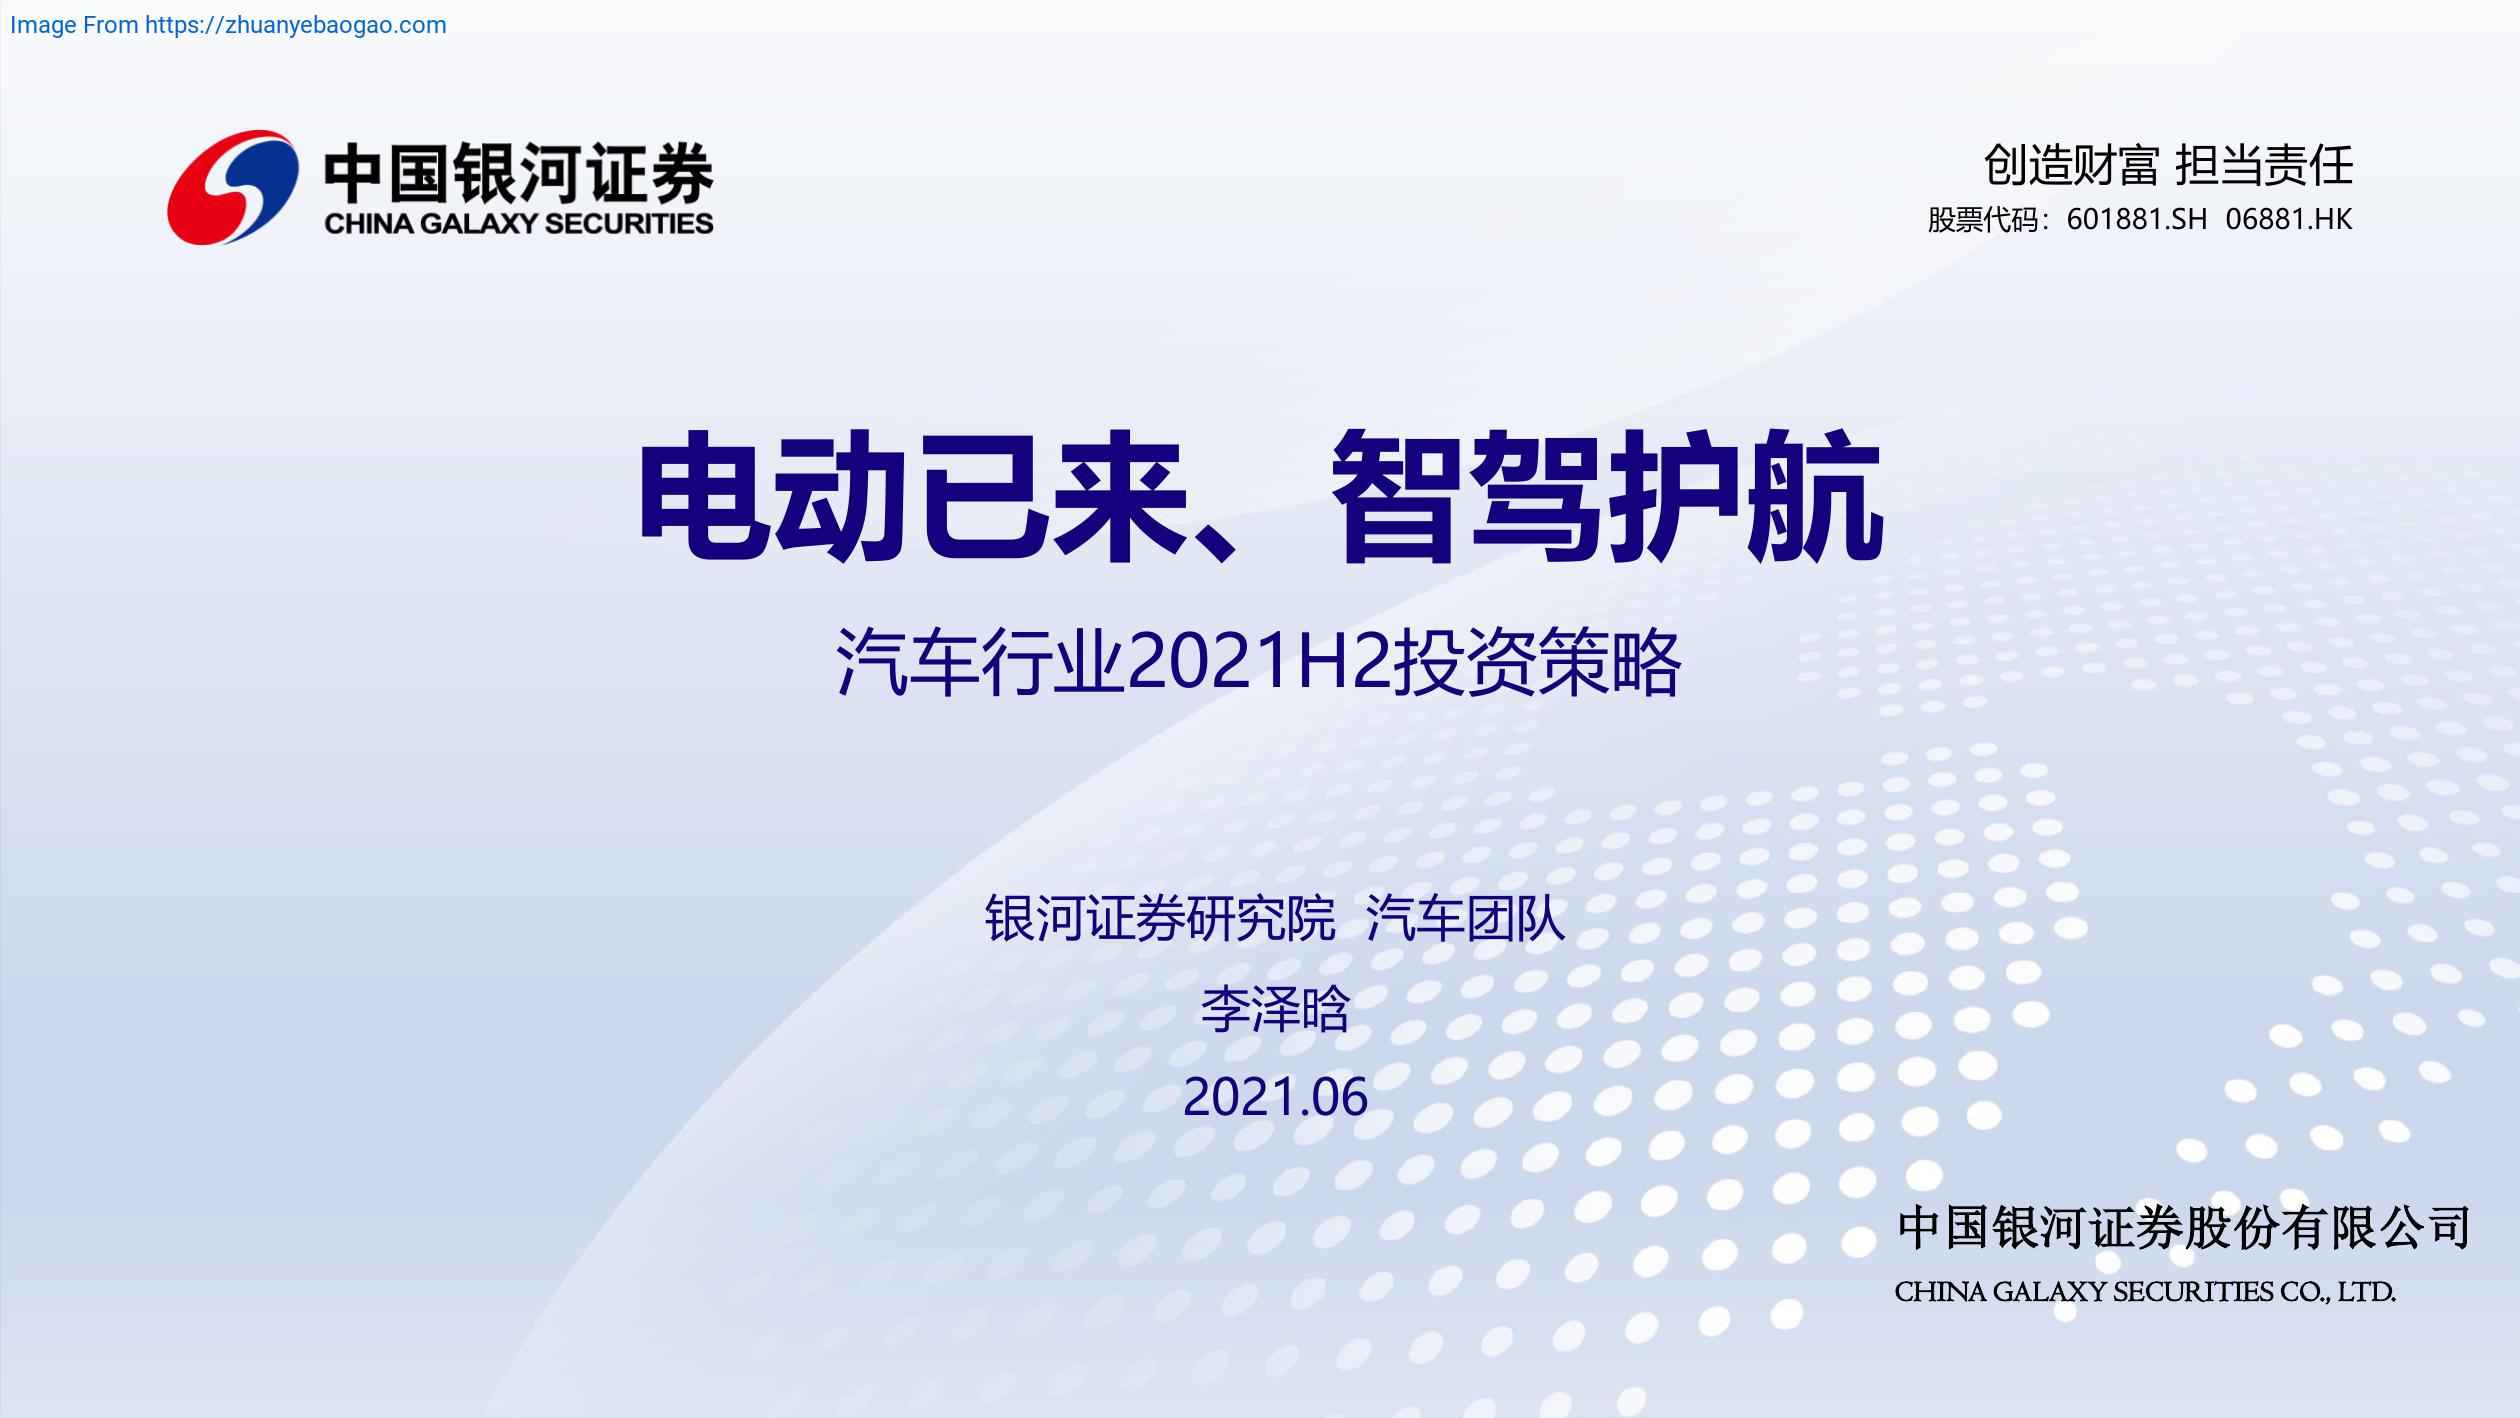 Image From https://zhuanyebaogao.com
中国银河证券
CHINA GALAXY SECURITIES
创造财富 担当责任
股票代码：601881.SH 06881.HK
电动已来、智驾护航
汽车行业2021H2投资策略
银河证券研究院 汽车团队
李泽晗
2021.06
中国银河证券股份有限公司
CHINA GALAXY SECURITIES CO., LTD.